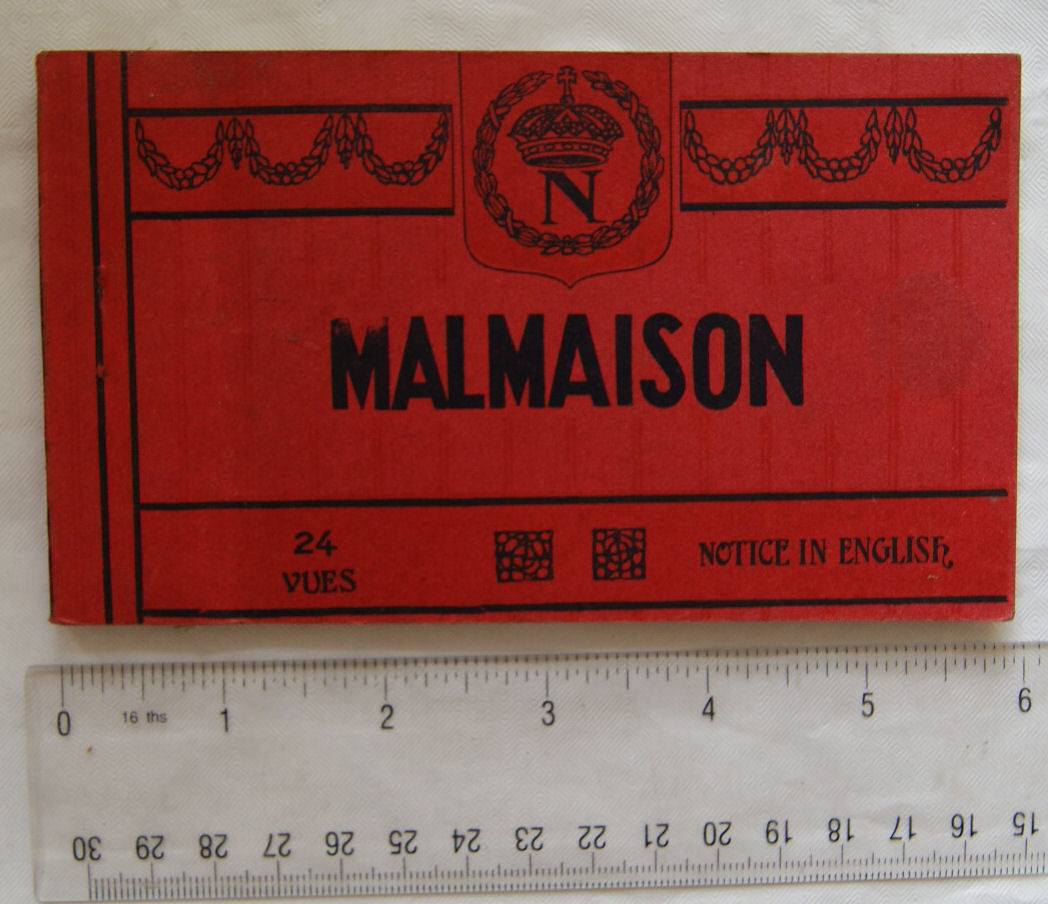 N
MALMAISON
24
VUES
NOTICE IN ENGLISH
0 16 ths 1 2 3 4 5 6
30 29 28 27 26 25 24 23 22 21 20 19 18 17 16 15